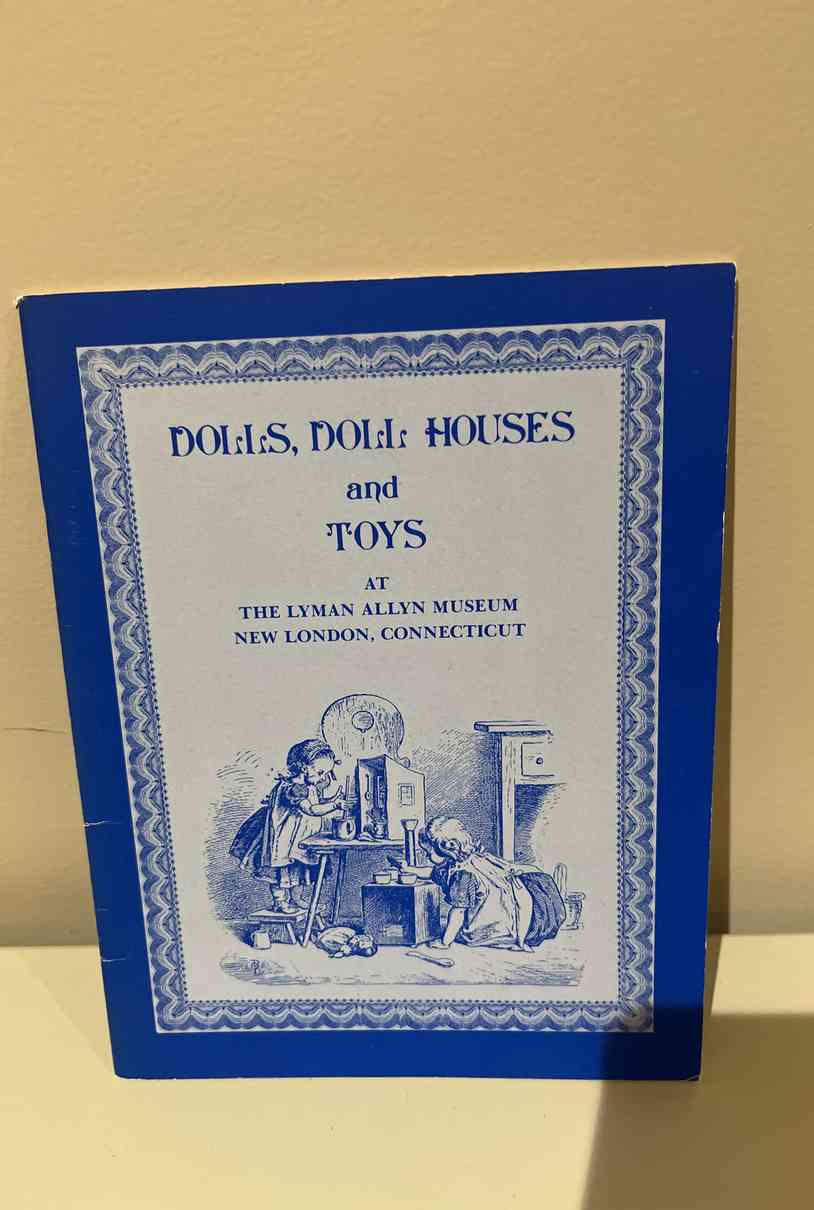 DOLLS, DOLL HOUSES
and
TOYS
AT
THE LYMAN ALLYN MUSEUM
NEW LONDON, CONNECTICUT